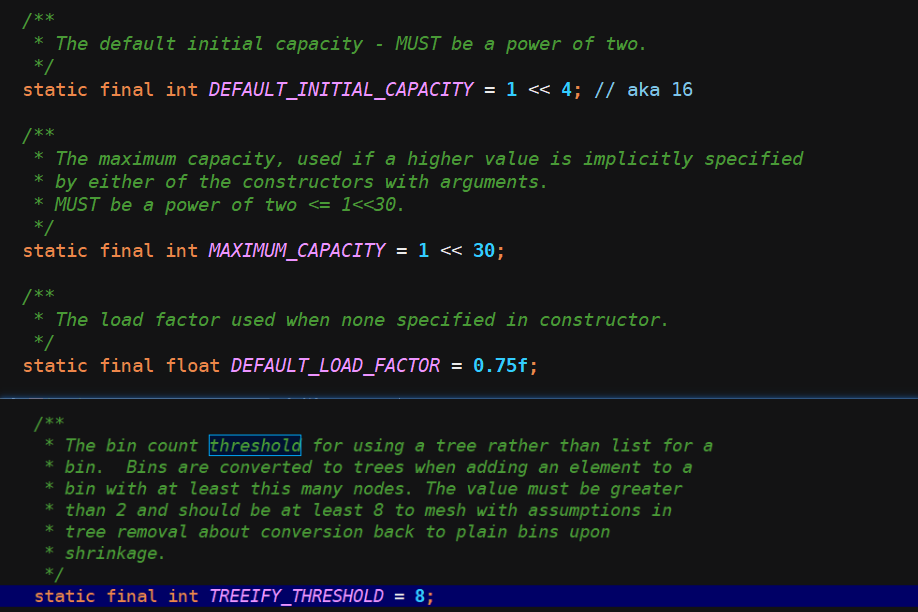 /**
* The default initial capacity - MUST be a power of two.
*/
static final int DEFAULT_INITIAL_CAPACITY = 1 << 4; // aka 16
/**
* The maximum capacity, used if a higher value is implicitly specified
* by either of the constructors with arguments.
* MUST be a power of two <= 1<<30.
*/
static final int MAXIMUM_CAPACITY = 1 << 30;
/**
* The load factor used when none specified in constructor.
*/
static final float DEFAULT_LOAD_FACTOR = 0.75f;
/**
* The bin count threshold for using a tree rather than list for a
* bin.  Bins are converted to trees when adding an element to a
* bin with at least this many nodes. The value must be greater
* than 2 and should be at least 8 to mesh with assumptions in
* tree removal about conversion back to plain bins upon
* shrinkage.
*/
static final int TREEIFY_THRESHOLD = 8;